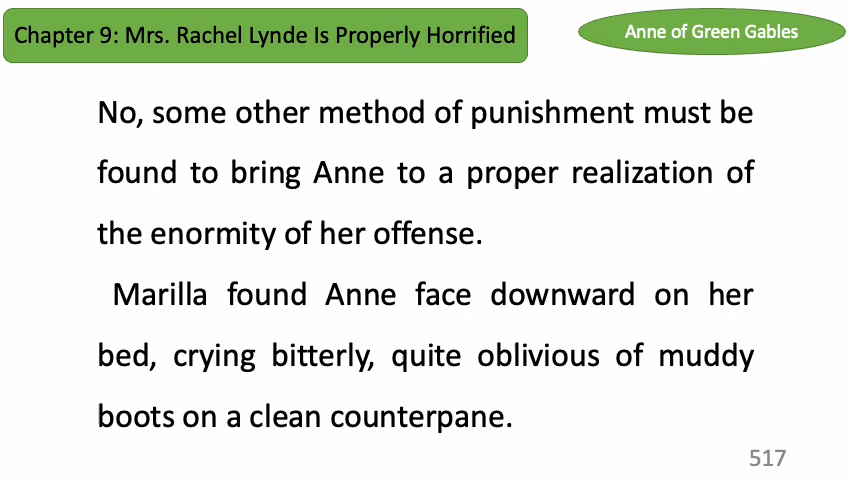 Chapter 9: Mrs. Rachel Lynde Is Properly Horrified
Anne of Green Gables
No, some other method of punishment must be
found to bring Anne to a proper realization of
the enormity of her offense.
Marilla found Anne face downward on her
bed, crying bitterly, quite oblivious of muddy
boots on a clean counterpane.
517